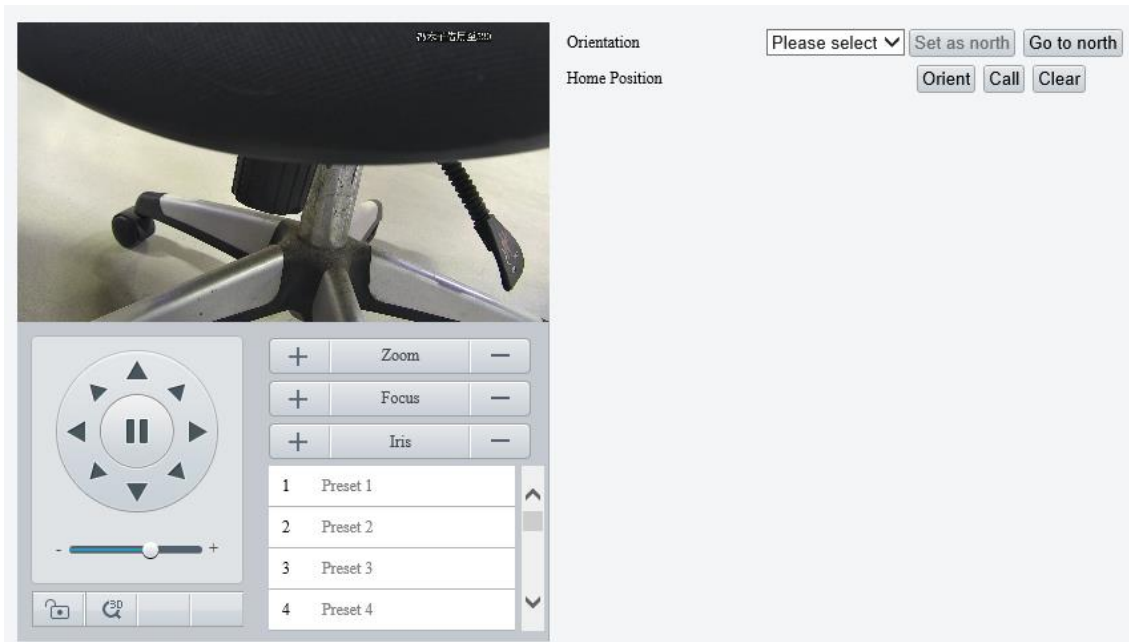 Orientation
Please select
Set as north
Go to north
Home Position
Orient
Call
Clear
+ Zoom −
+ Focus −
+ Iris −
1 Preset 1
2 Preset 2
3 Preset 3
4 Preset 4
- +
3D